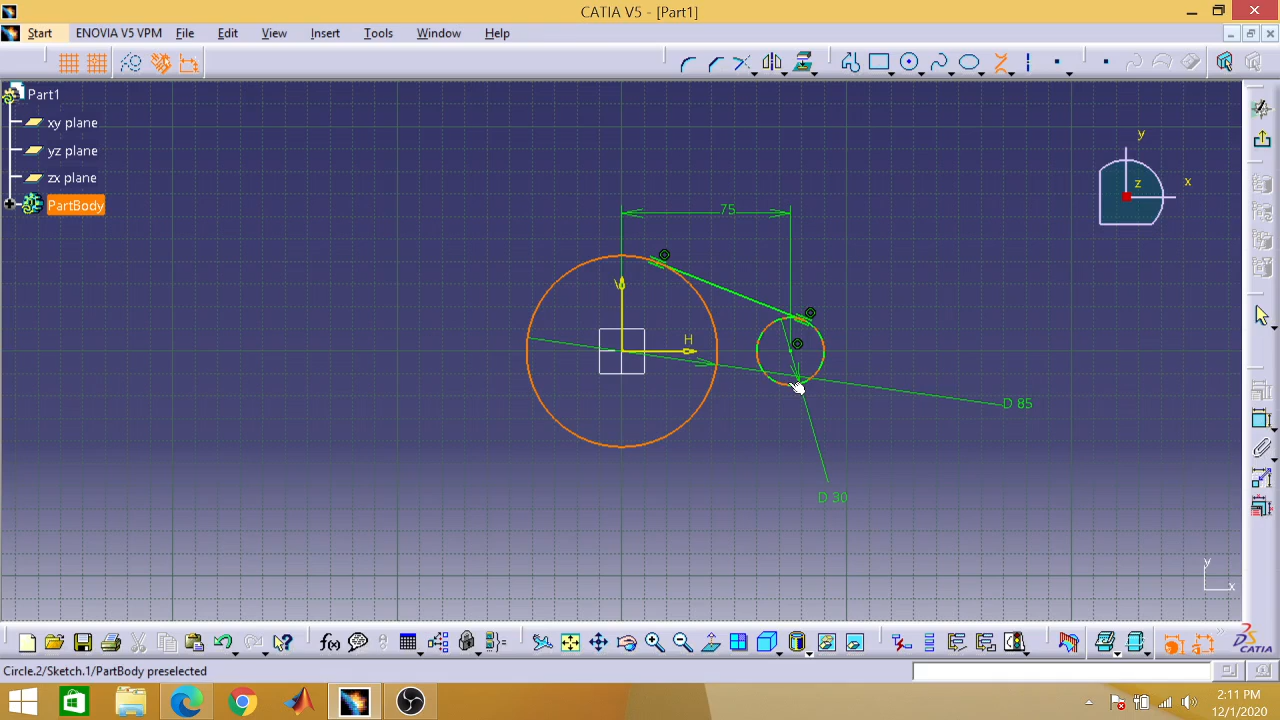 CATIA V5 - [Part1]
Start ENOVIA V5 VPM File Edit View Insert Tools Window Help
Part1
xy plane
yz plane
zx plane
PartBody
y
z x
75
V
H
D 85
D 30
y
x
f(x)
CATIA
Circle.2/Sketch.1/PartBody preselected
2:11 PM
12/1/2020